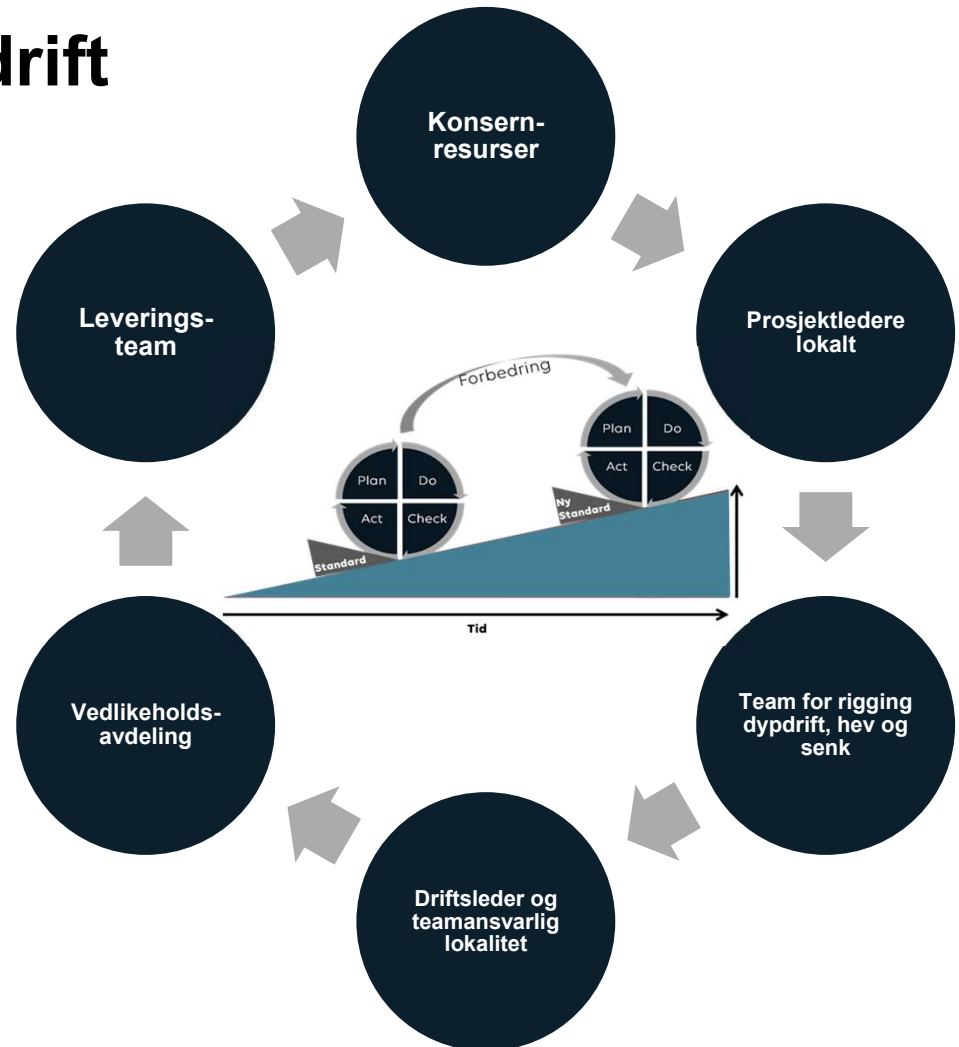 drift
Konsern-
resurser
Leverings-
team
Prosjektledere
lokalt
Forbedring
Plan
Do
Act
Check
Ny
Standard
Plan
Do
Act
Check
Standard
Tid
Vedlikeholds-
avdeling
Team for rigging
dypdrift, hev og
senk
Driftsleder og
teamansvarlig
lokalitet